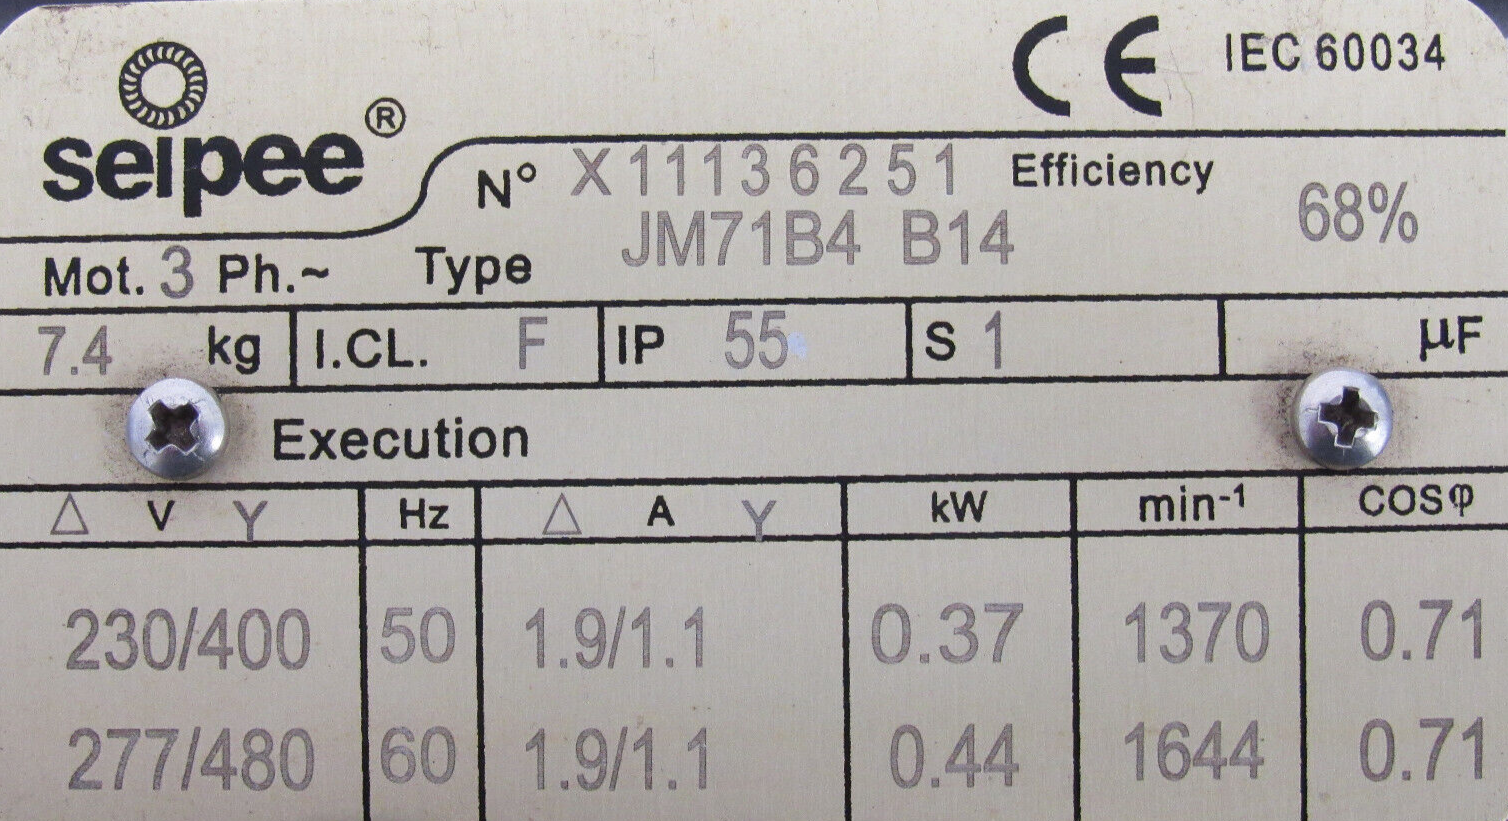 CE IEC 60034
seipee®
N° X11136251 Efficiency 68%
Mot. 3 Ph.~ Type JM71B4 B14
7.4 kg I.CL. F IP 55 S 1 µF
Execution
△ V Y Hz △ A Y kW min-1 COSφ
230/400 50 1.9/1.1 0.37 1370 0.71
277/480 60 1.9/1.1 0.44 1644 0.71